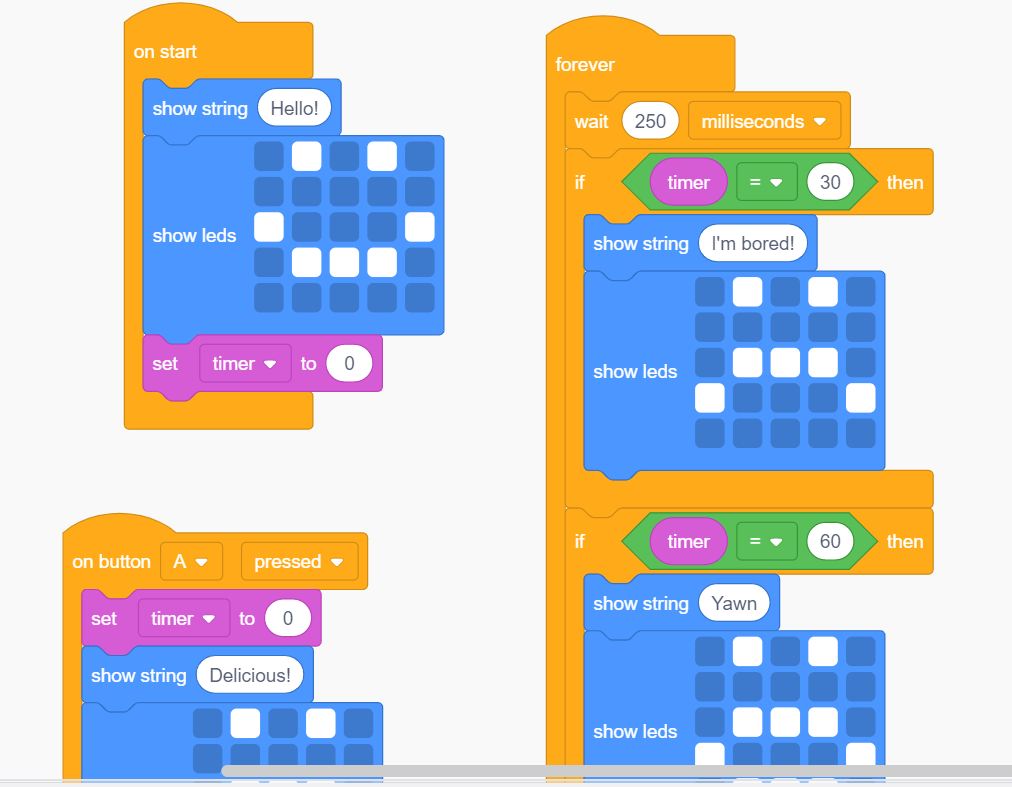 on start
show string Hello!
show leds
set timer to 0
on button A pressed
set timer to 0
show string Delicious!
forever
wait 250 milliseconds
if timer = 30 then
show string I'm bored!
show leds
if timer = 60 then
show string Yawn
show leds